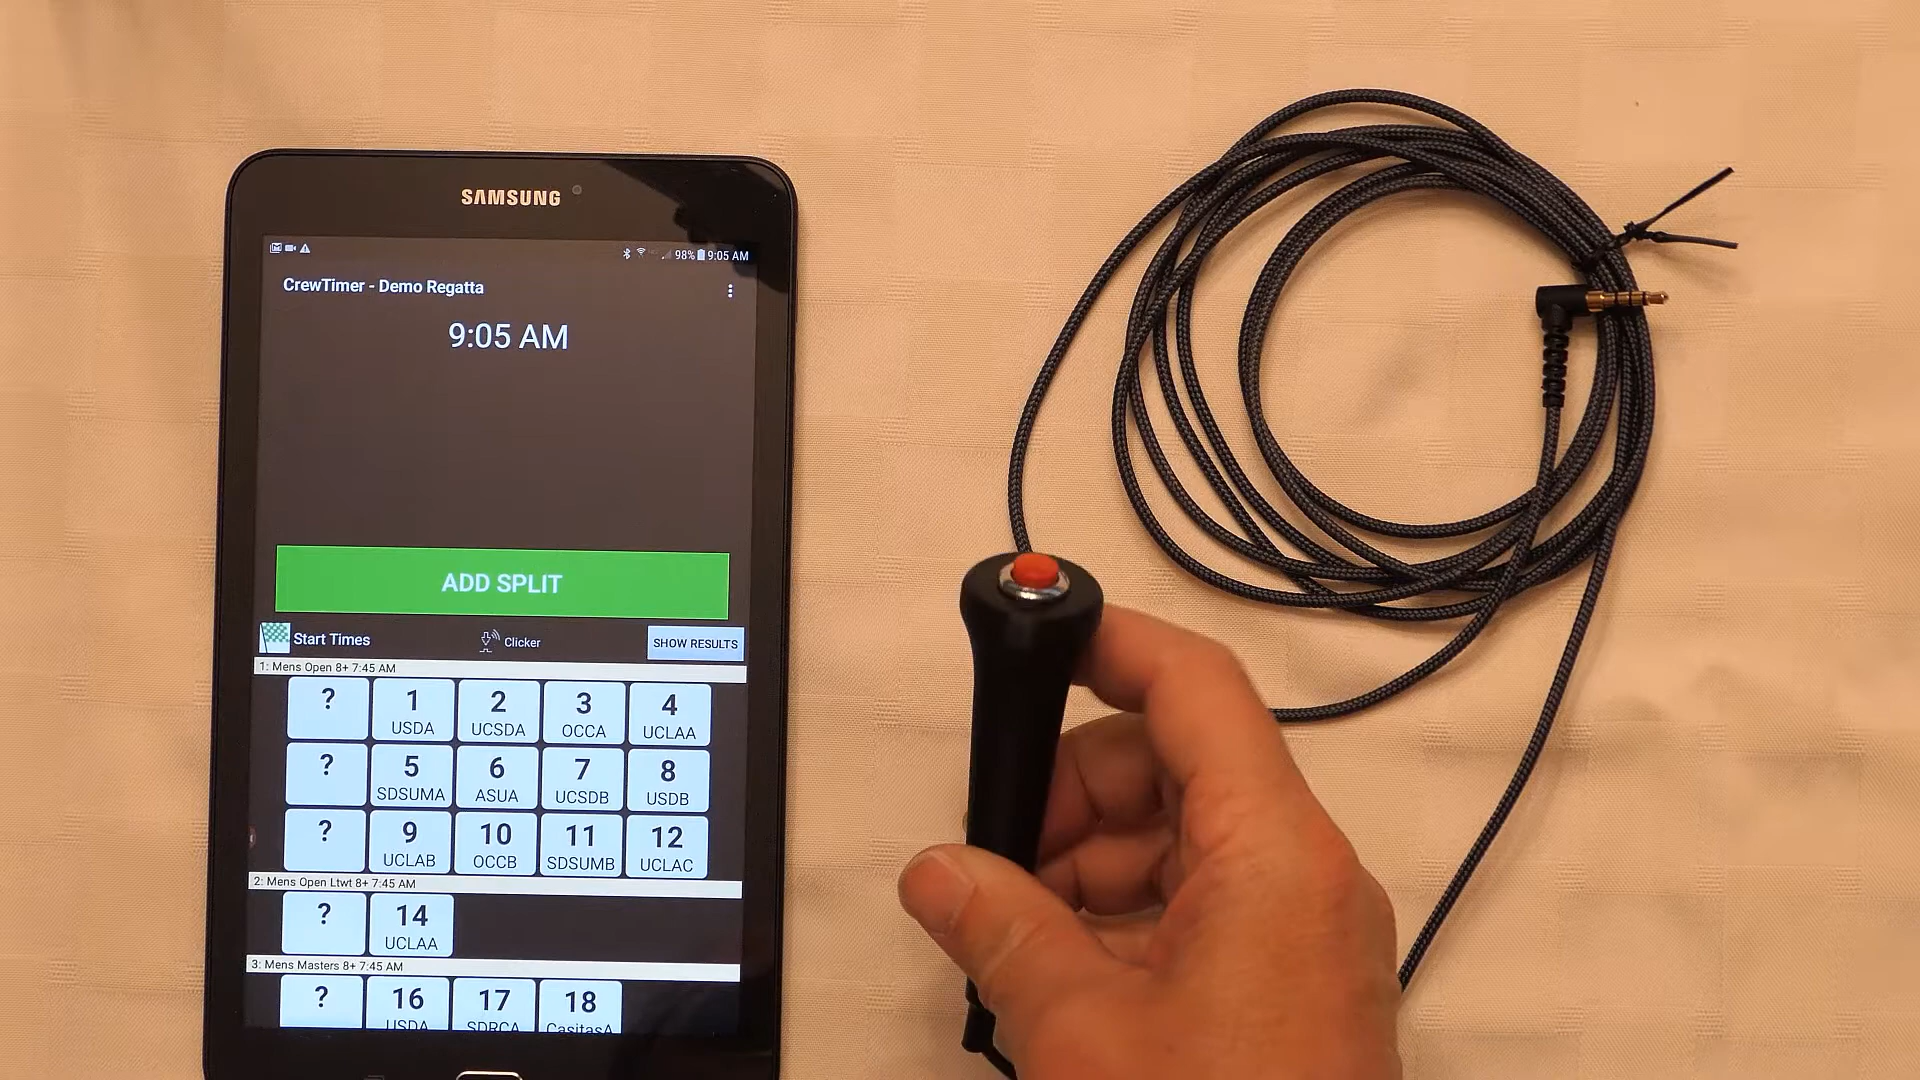 SAMSUNG
98% 9:05 AM
CrewTimer - Demo Regatta
9:05 AM
ADD SPLIT
Start Times Clicker SHOW RESULTS
1: Mens Open 8+ 7:45 AM
? 1 2 3 4
USDA UCSDA OCCA UCLAA
? 5 6 7 8
SDSUMA ASUA UCSDB USDB
? 9 10 11 12
UCLAB OCCB SDSUMB UCLAC
2: Mens Open Ltwt 8+ 7:45 AM
? 14
UCLAA
3: Mens Masters 8+ 7:45 AM
? 16 17 18
USDA SDRCA CasitasA